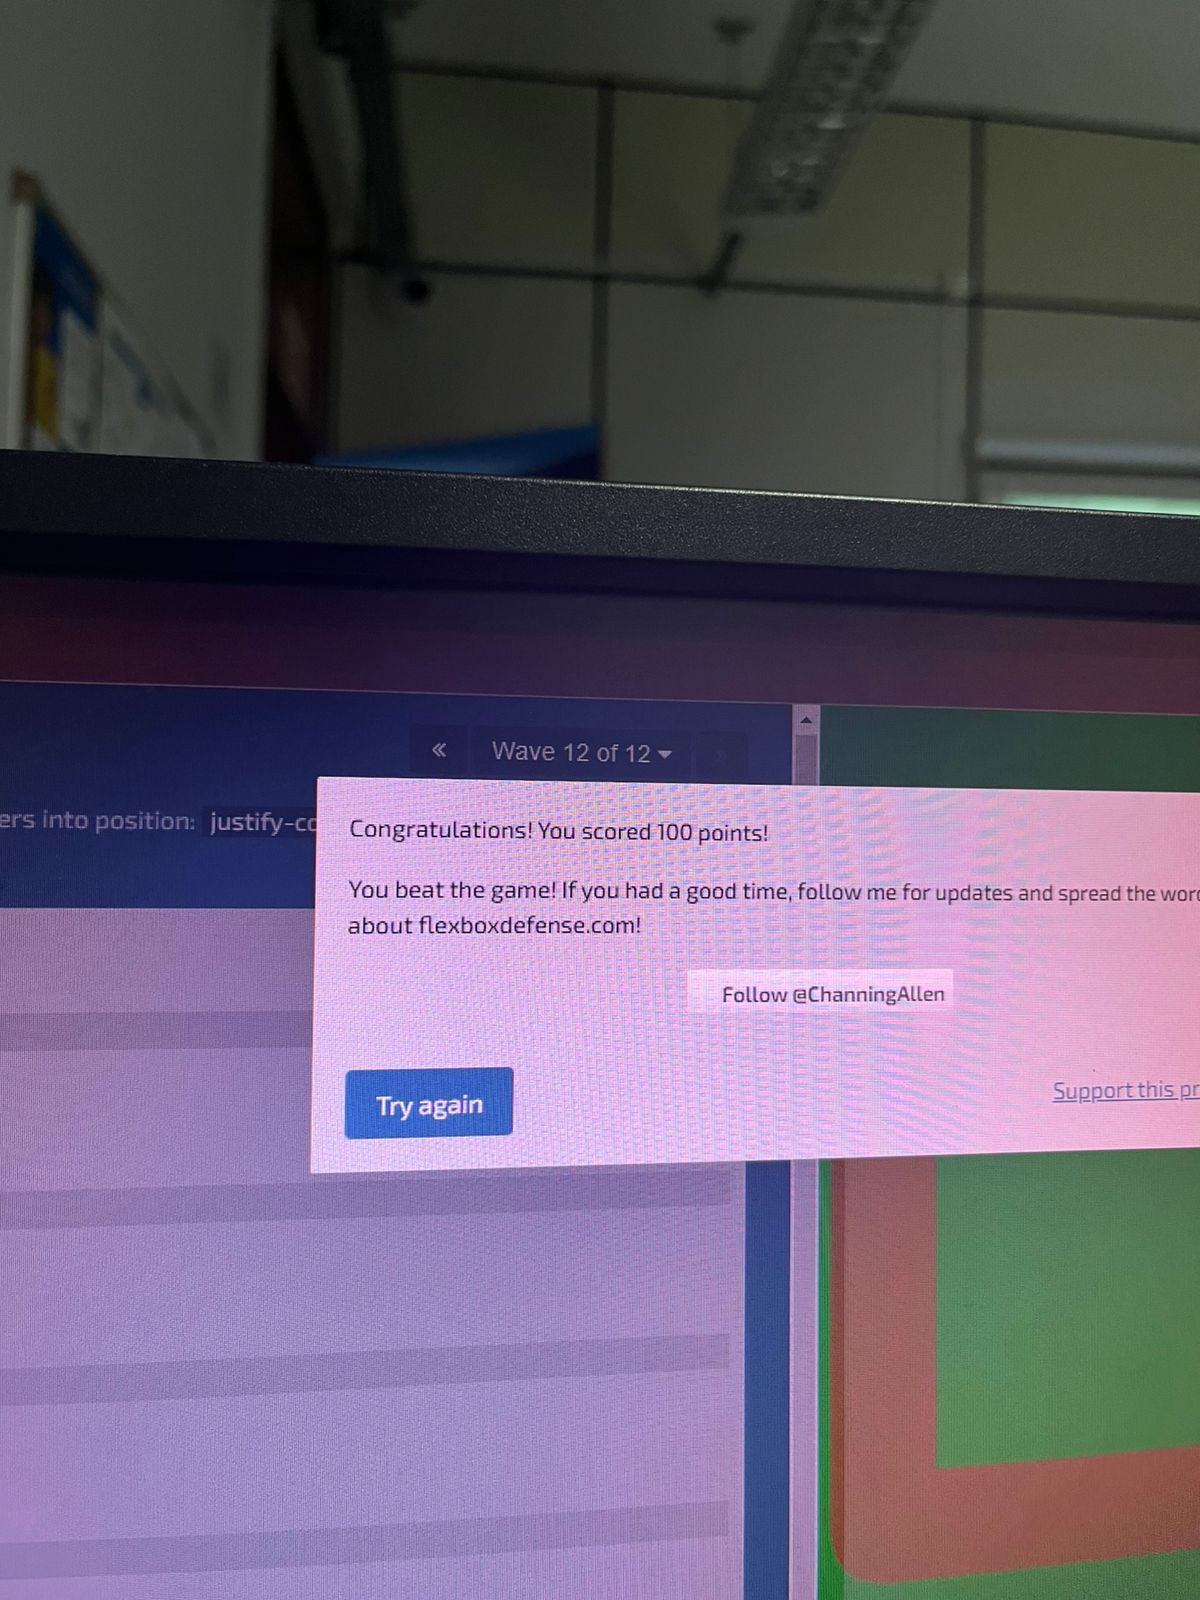 « Wave 12 of 12
ers into position: justify-co
Congratulations! You scored 100 points!
You beat the game! If you had a good time, follow me for updates and spread the word
about flexboxdefense.com!
Follow @ChanningAllen
Try again
Support this pr